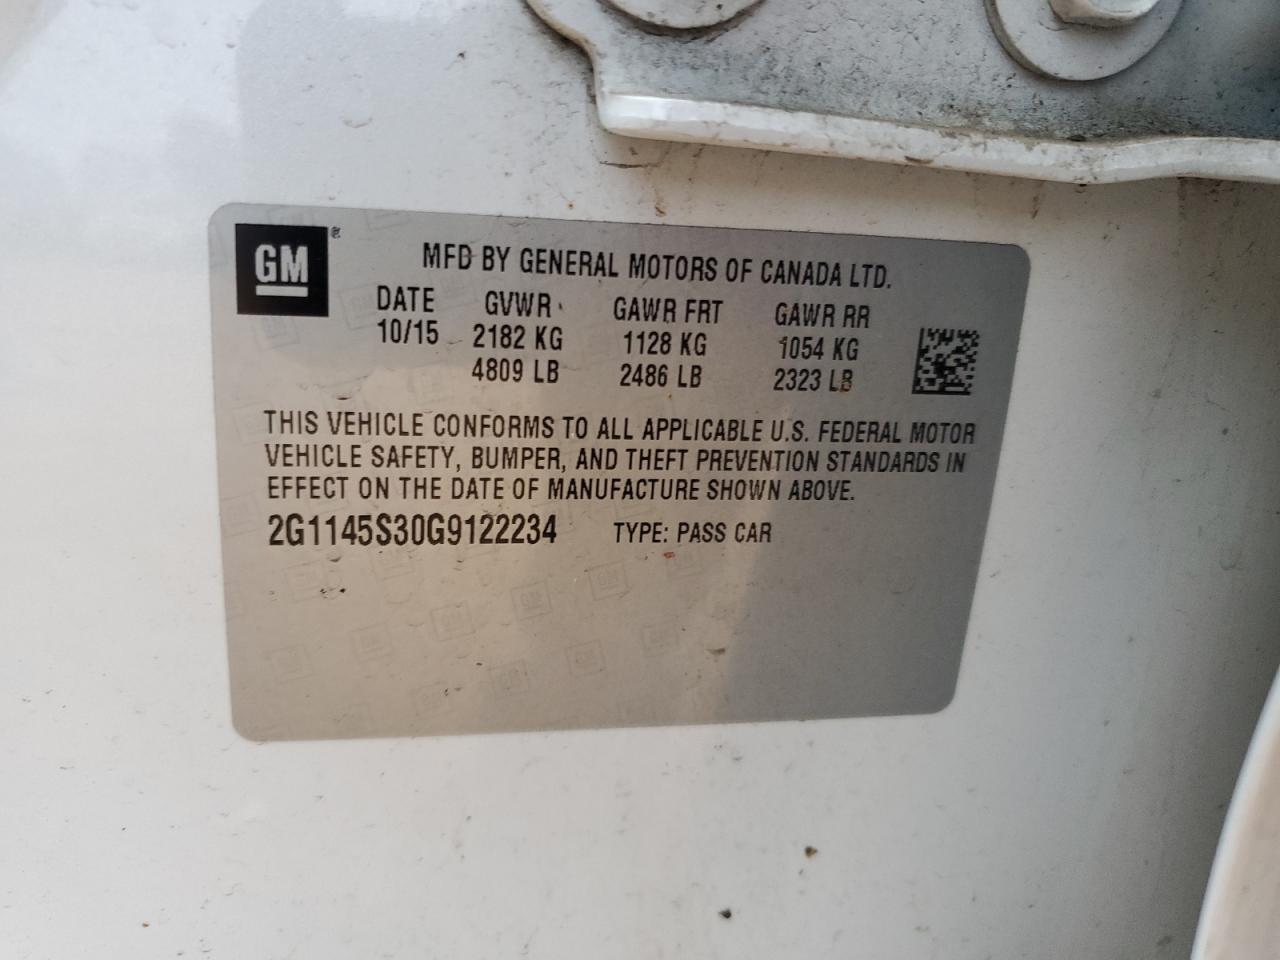 GM®
MFD BY GENERAL MOTORS OF CANADA LTD.
DATE GVWR GAWR FRT GAWR RR
10/15 2182 KG 1128 KG 1054 KG
4809 LB 2486 LB 2323 LB
THIS VEHICLE CONFORMS TO ALL APPLICABLE U.S. FEDERAL MOTOR
VEHICLE SAFETY, BUMPER, AND THEFT PREVENTION STANDARDS IN
EFFECT ON THE DATE OF MANUFACTURE SHOWN ABOVE.
2G1145S30G9122234 TYPE: PASS CAR